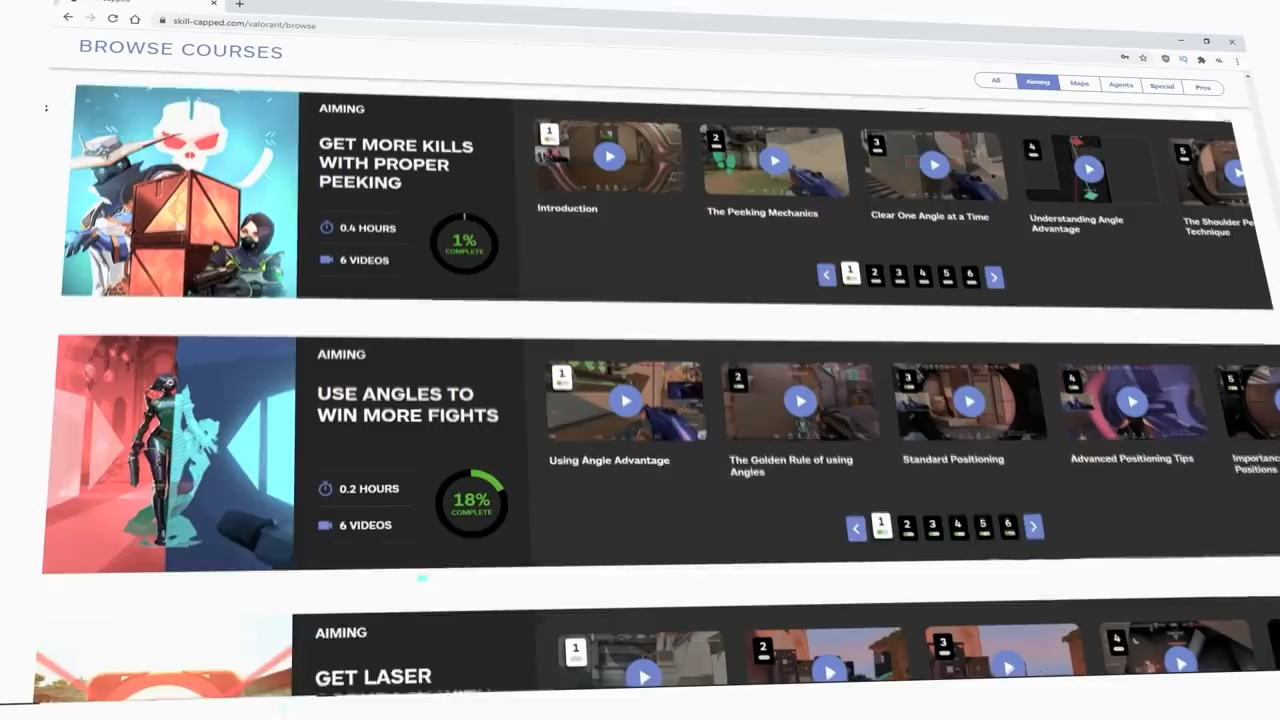 skill-capped.com/valorant/browse
BROWSE COURSES
All Aiming Maps Agents Special Pros
AIMING
GET MORE KILLS
WITH PROPER
PEEKING
0.4 HOURS
6 VIDEOS
1%
COMPLETE
1
Introduction
2
The Peeking Mechanics
3
Clear One Angle at a Time
4
Understanding Angle
Advantage
5
The Shoulder
Technique
1 2 3 4 5 6
AIMING
USE ANGLES TO
WIN MORE FIGHTS
0.2 HOURS
6 VIDEOS
18%
COMPLETE
1
Using Angle Advantage
2
The Golden Rule of using
Angles
3
Standard Positioning
4
Advanced Positioning Tips
5
Positions
1 2 3 4 5 6
AIMING
GET LASER
1
2
3
4